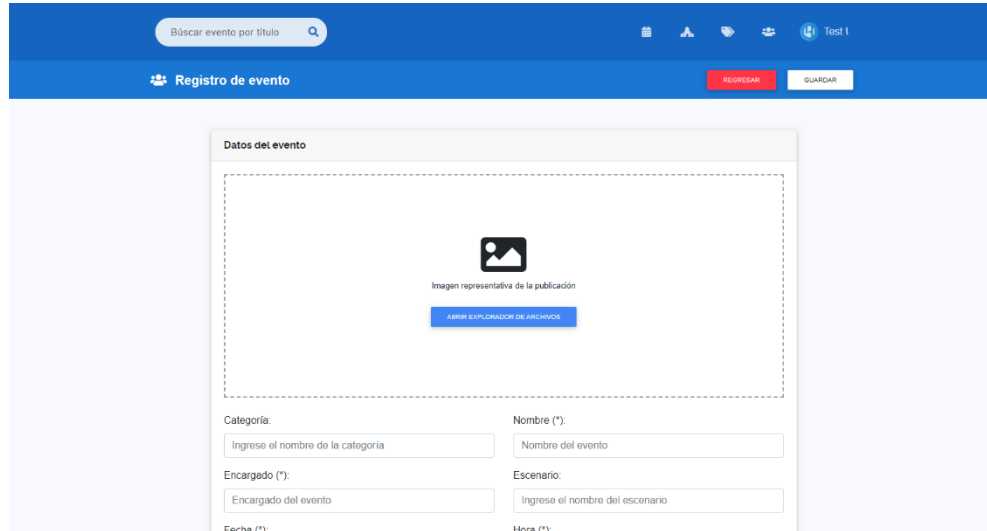 Búscar evento por título
Test U
Registro de evento
REGRESAR
GUARDAR
Datos del evento
Imagen representativa de la publicación
ABRIR EXPLORADOR DE ARCHIVOS
Categoría:
Nombre (*):
Ingrese el nombre de la categoría
Nombre del evento
Encargado (*):
Escenario:
Encargado del evento
Ingrese el nombre del escenario
Fecha (*):
Hora (*):